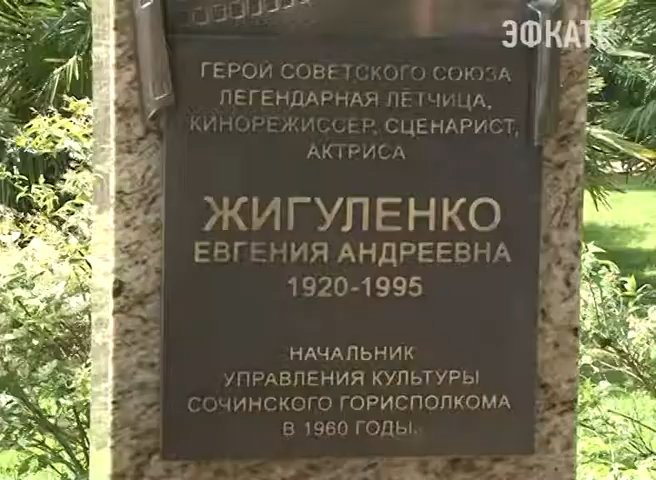 ЭФКАТЕ
ГЕРОЙ СОВЕТСКОГО СОЮЗА
ЛЕГЕНДАРНАЯ ЛЁТЧИЦА,
КИНОРЕЖИССЕР, СЦЕНАРИСТ,
АКТРИСА
ЖИГУЛЕНКО
ЕВГЕНИЯ АНДРЕЕВНА
1920-1995
НАЧАЛЬНИК
УПРАВЛЕНИЯ КУЛЬТУРЫ
СОЧИНСКОГО ГОРИСПОЛКОМА
В 1960 ГОДЫ.